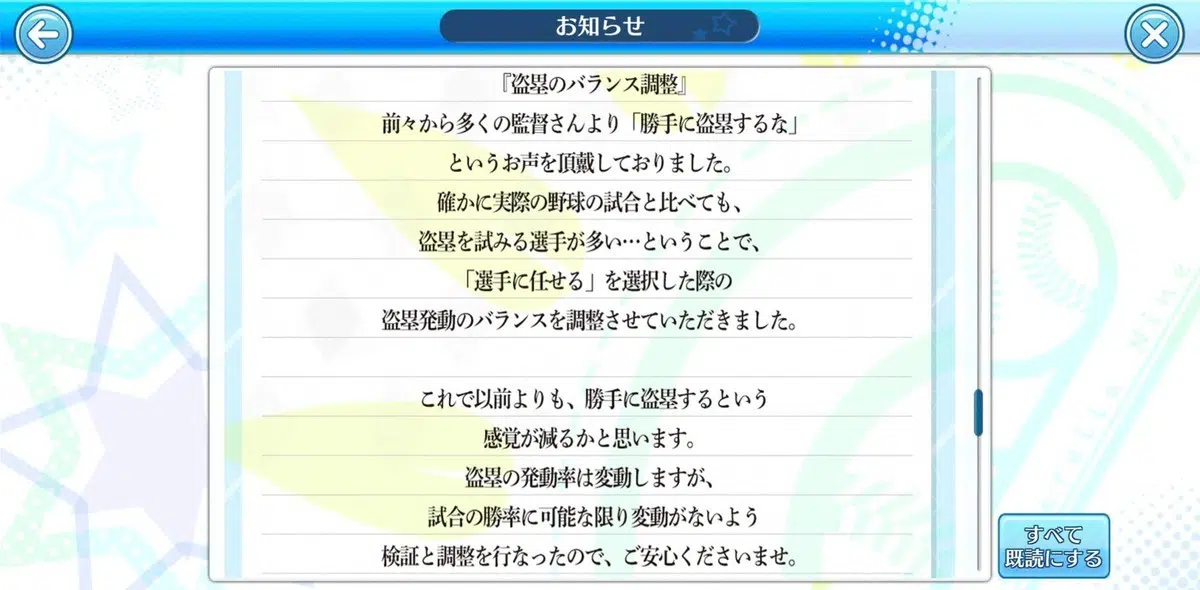 お知らせ
『盗塁のバランス調整』
前々から多くの監督さんより「勝手に盗塁するな」
というお声を頂戴しておりました。
確かに実際の野球の試合と比べても、
盗塁を試みる選手が多い…ということで、
「選手に任せる」を選択した際の
盗塁発動のバランスを調整させていただきました。
これで以前よりも、勝手に盗塁するという
感覚が減るかと思います。
盗塁の発動率は変動しますが、
試合の勝率に可能な限り変動がないよう
検証と調整を行なったので、ご安心くださいませ。
すべて
既読にする